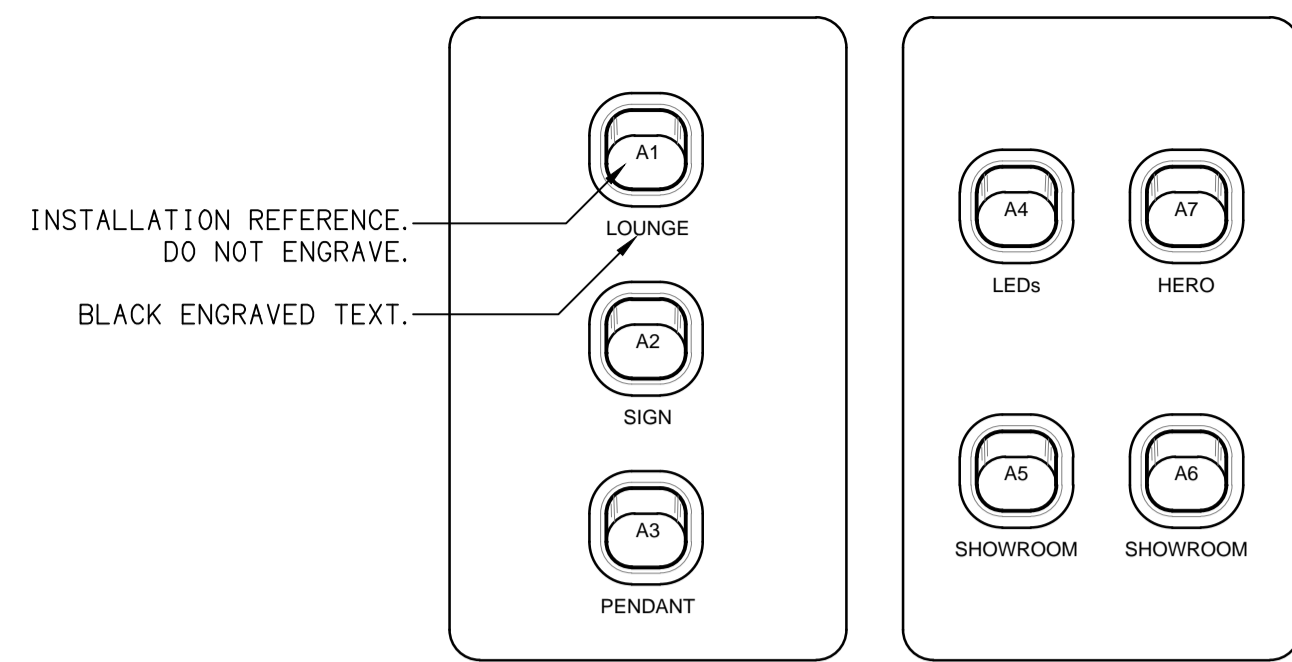 INSTALLATION REFERENCE.
DO NOT ENGRAVE.
BLACK ENGRAVED TEXT.
A1
LOUNGE
A2
SIGN
A3
PENDANT
A4
LEDs
A7
HERO
A5
SHOWROOM
A6
SHOWROOM